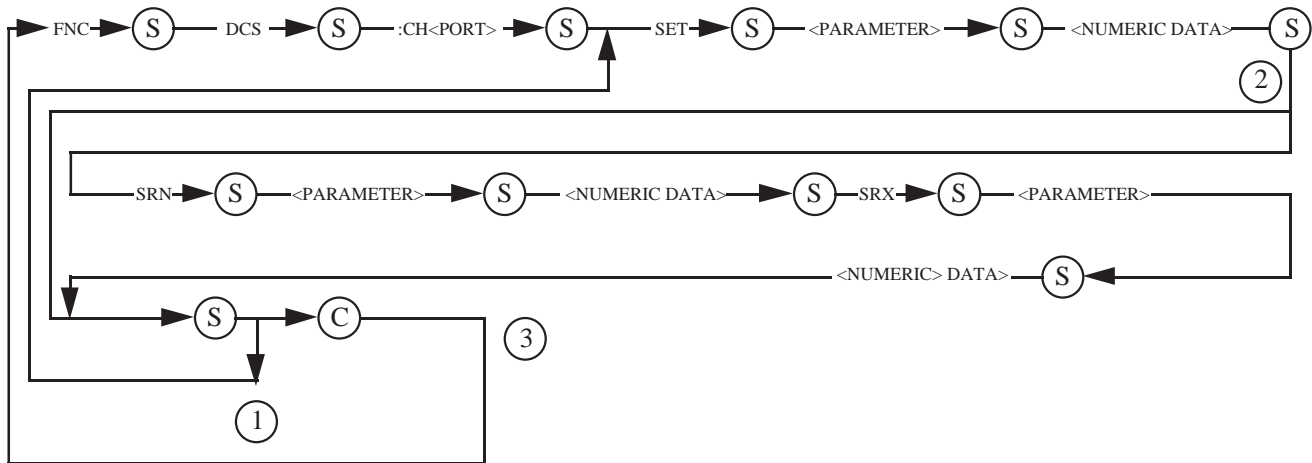 FNC S DCS S :CH<PORT> S SET S <PARAMETER> S <NUMERIC DATA> S
2
SRN S <PARAMETER> S <NUMERIC DATA> S SRX S <PARAMETER>
<NUMERIC> DATA> S
S C
3
1